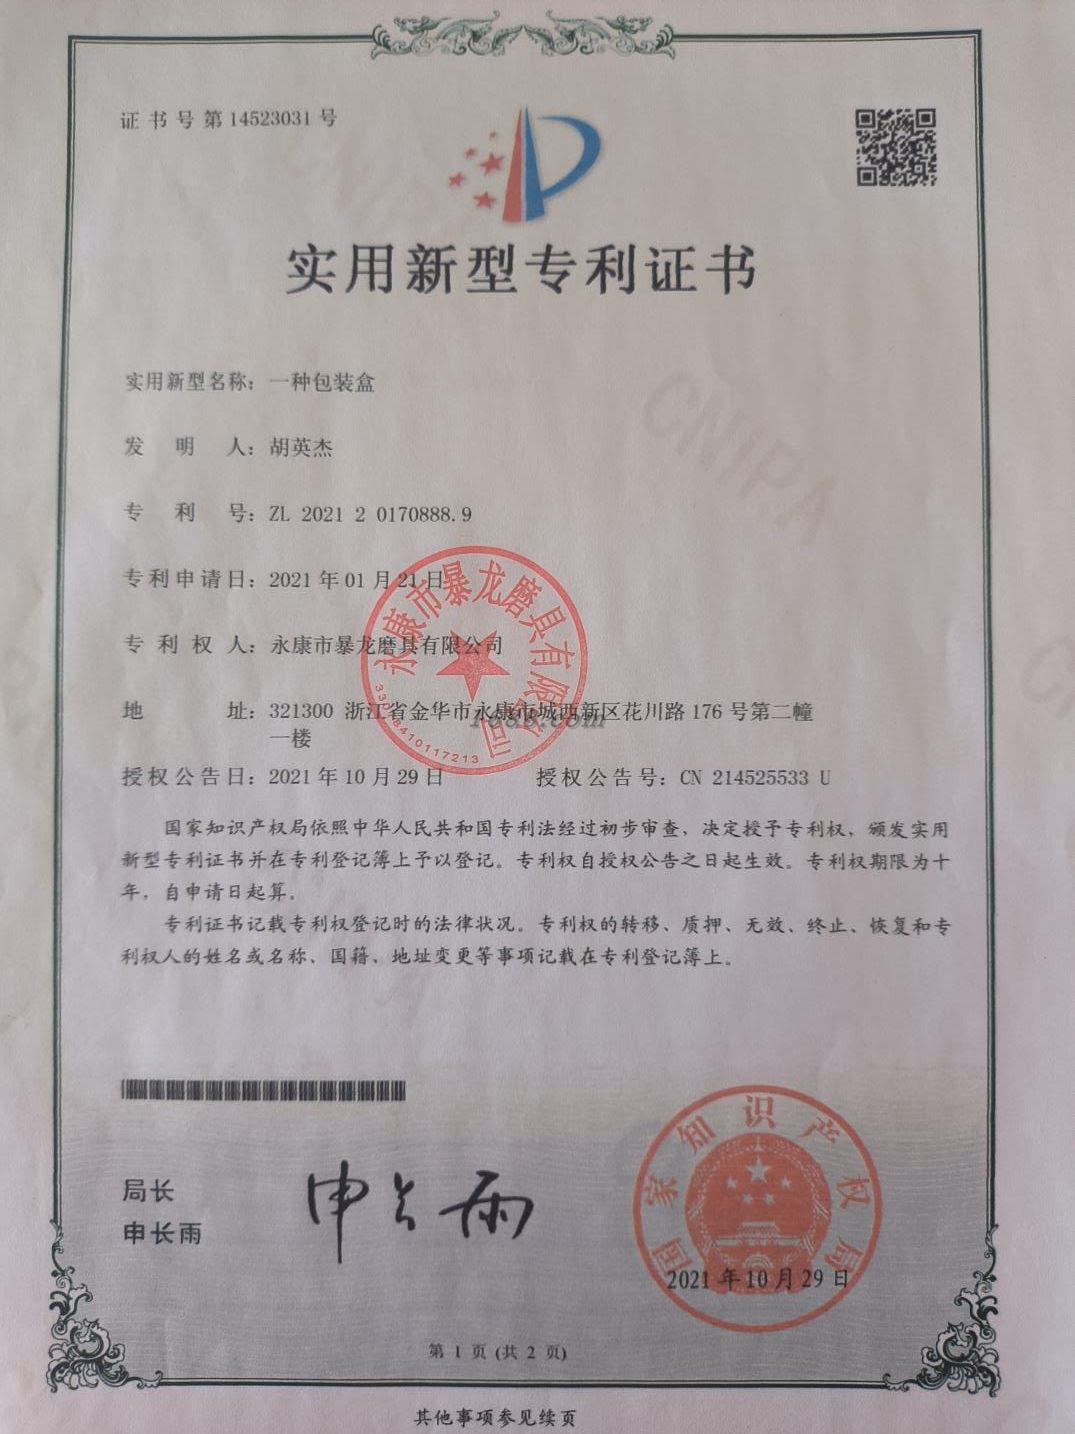 证书号第14523031号
实用新型专利证书
实用新型名称：一种包装盒
发明人：胡英杰
专利号：ZL 2021 2 0170888.9
专利申请日：2021年01月21日
专利权人：永康市暴龙磨具有限公司
地址：321300 浙江省金华市永康市城西新区花川路176号第二幢
一楼
授权公告日：2021年10月29日 授权公告号：CN 214525533 U
国家知识产权局依照中华人民共和国专利法经过初步审查，决定授予专利权，颁发实用
新型专利证书并在专利登记簿上予以登记。专利权自授权公告之日起生效。专利权期限为十
年，自申请日起算。
专利证书记载专利权登记时的法律状况。专利权的转移、质押、无效、终止、恢复和专
利权人的姓名或名称、国籍、地址变更等事项记载在专利登记簿上。
永康市暴龙磨具有限公司
1688.com
CNIPA
局长
申长雨
申长雨
国家知识产权局
2021年10月29日
第 1 页 (共 2 页)
其他事项参见续页